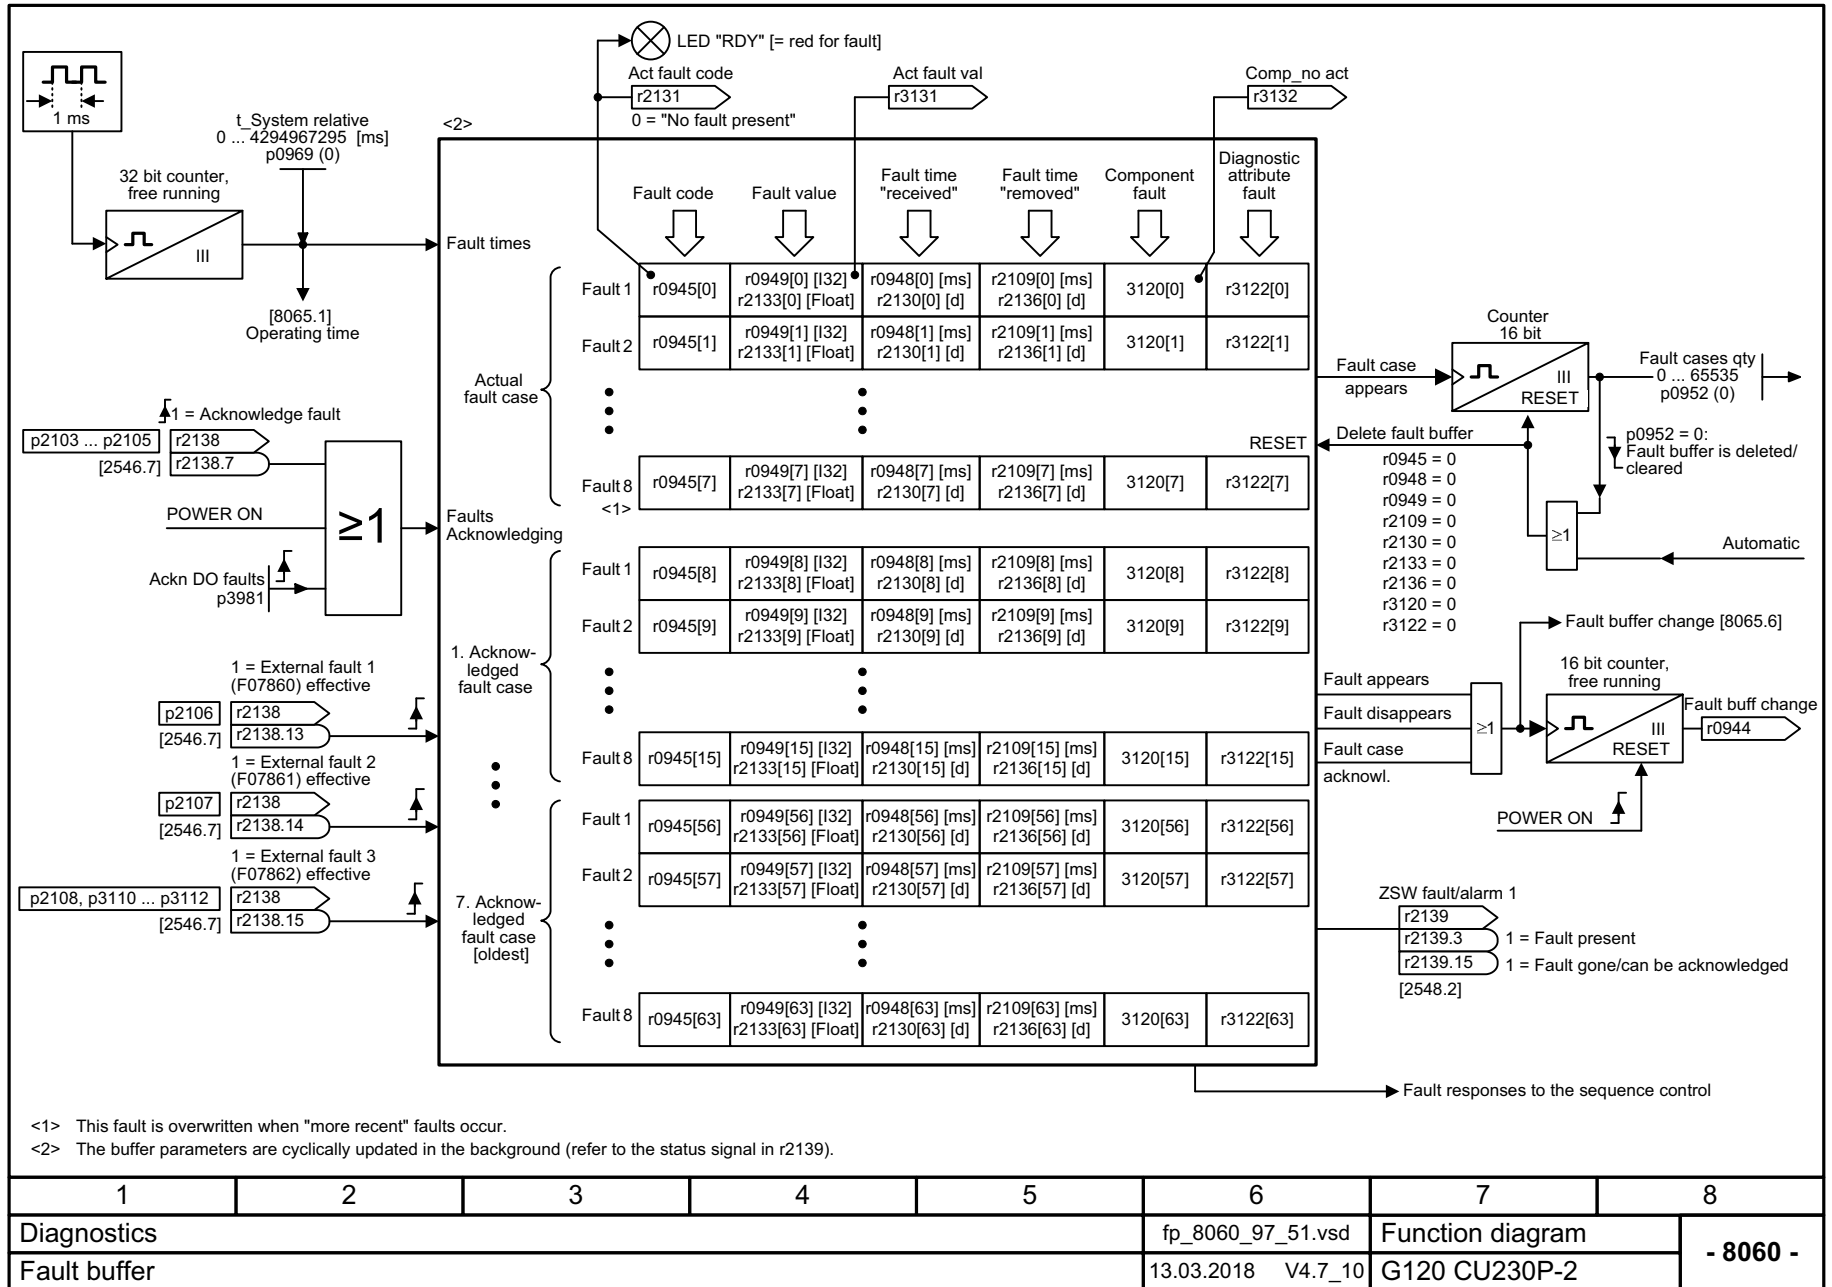 LED "RDY" [= red for fault]
Act fault code
r2131
0 = "No fault present"
Act fault val
r3131
Comp_no act
r3132
1 ms
t_System relative
0 ... 4294967295 [ms]
p0969 (0)
<2>
32 bit counter,
free running
III
Fault times
[8065.1]
Operating time
Fault code
Fault value
Fault time
"received"
Fault time
"removed"
Component
fault
Diagnostic
attribute
fault
Actual
fault case
Fault 1
r0945[0]
r0949[0] [I32]
r2133[0] [Float]
r0948[0] [ms]
r2130[0] [d]
r2109[0] [ms]
r2136[0] [d]
3120[0]
r3122[0]
Fault 2
r0945[1]
r0949[1] [I32]
r2133[1] [Float]
r0948[1] [ms]
r2130[1] [d]
r2109[1] [ms]
r2136[1] [d]
3120[1]
r3122[1]
Fault 8
<1>
r0945[7]
r0949[7] [I32]
r2133[7] [Float]
r0948[7] [ms]
r2130[7] [d]
r2109[7] [ms]
r2136[7] [d]
3120[7]
r3122[7]
1 = Acknowledge fault
p2103 ... p2105
r2138
[2546.7]
r2138.7
POWER ON
≥1
Faults
Acknowledging
Ackn DO faults
p3981
1. Acknow-
ledged
fault case
Fault 1
r0945[8]
r0949[8] [I32]
r2133[8] [Float]
r0948[8] [ms]
r2130[8] [d]
r2109[8] [ms]
r2136[8] [d]
3120[8]
r3122[8]
Fault 2
r0945[9]
r0949[9] [I32]
r2133[9] [Float]
r0948[9] [ms]
r2130[9] [d]
r2109[9] [ms]
r2136[9] [d]
3120[9]
r3122[9]
Fault 8
r0945[15]
r0949[15] [I32]
r2133[15] [Float]
r0948[15] [ms]
r2130[15] [d]
r2109[15] [ms]
r2136[15] [d]
3120[15]
r3122[15]
1 = External fault 1
(F07860) effective
p2106
r2138
[2546.7]
r2138.13
1 = External fault 2
(F07861) effective
p2107
r2138
[2546.7]
r2138.14
1 = External fault 3
(F07862) effective
p2108, p3110 ... p3112
r2138
[2546.7]
r2138.15
7. Acknow-
ledged
fault case
[oldest]
Fault 1
r0945[56]
r0949[56] [I32]
r2133[56] [Float]
r0948[56] [ms]
r2130[56] [d]
r2109[56] [ms]
r2136[56] [d]
3120[56]
r3122[56]
Fault 2
r0945[57]
r0949[57] [I32]
r2133[57] [Float]
r0948[57] [ms]
r2130[57] [d]
r2109[57] [ms]
r2136[57] [d]
3120[57]
r3122[57]
Fault 8
r0945[63]
r0949[63] [I32]
r2133[63] [Float]
r0948[63] [ms]
r2130[63] [d]
r2109[63] [ms]
r2136[63] [d]
3120[63]
r3122[63]
Counter
16 bit
Fault case
appears
III
RESET
Fault cases qty
0 ... 65535
p0952 (0)
RESET
Delete fault buffer
r0945 = 0
r0948 = 0
r0949 = 0
r2109 = 0
r2130 = 0
r2133 = 0
r2136 = 0
r3120 = 0
r3122 = 0
p0952 = 0:
Fault buffer is deleted/
cleared
≥1
Automatic
Fault buffer change [8065.6]
16 bit counter,
free running
Fault appears
Fault disappears
Fault case
acknowl.
≥1
III
RESET
Fault buff change
r0944
POWER ON
ZSW fault/alarm 1
r2139
r2139.3
1 = Fault present
r2139.15
1 = Fault gone/can be acknowledged
[2548.2]
Fault responses to the sequence control
<1> This fault is overwritten when "more recent" faults occur.
<2> The buffer parameters are cyclically updated in the background (refer to the status signal in r2139).
1 2 3 4 5 6 7 8
Diagnostics
fp_8060_97_51.vsd
Function diagram
- 8060 -
Fault buffer
13.03.2018 V4.7_10
G120 CU230P-2